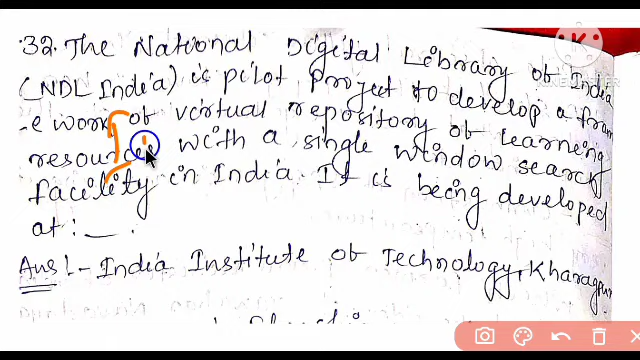 32. The National Digital Library of India
(NDL India) is pilot project to develop a fram
-e work of virtual repository of learning
resources with a single window search
facility in India. It is being developed
at : __ .
Ans :- India Institute of Technology, Kharagpur